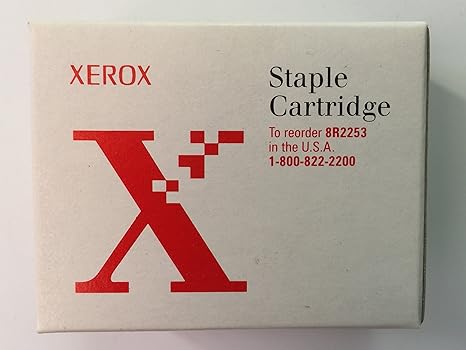 XEROX
Staple
Cartridge
To reorder 8R2253
in the U.S.A.
1-800-822-2200
X